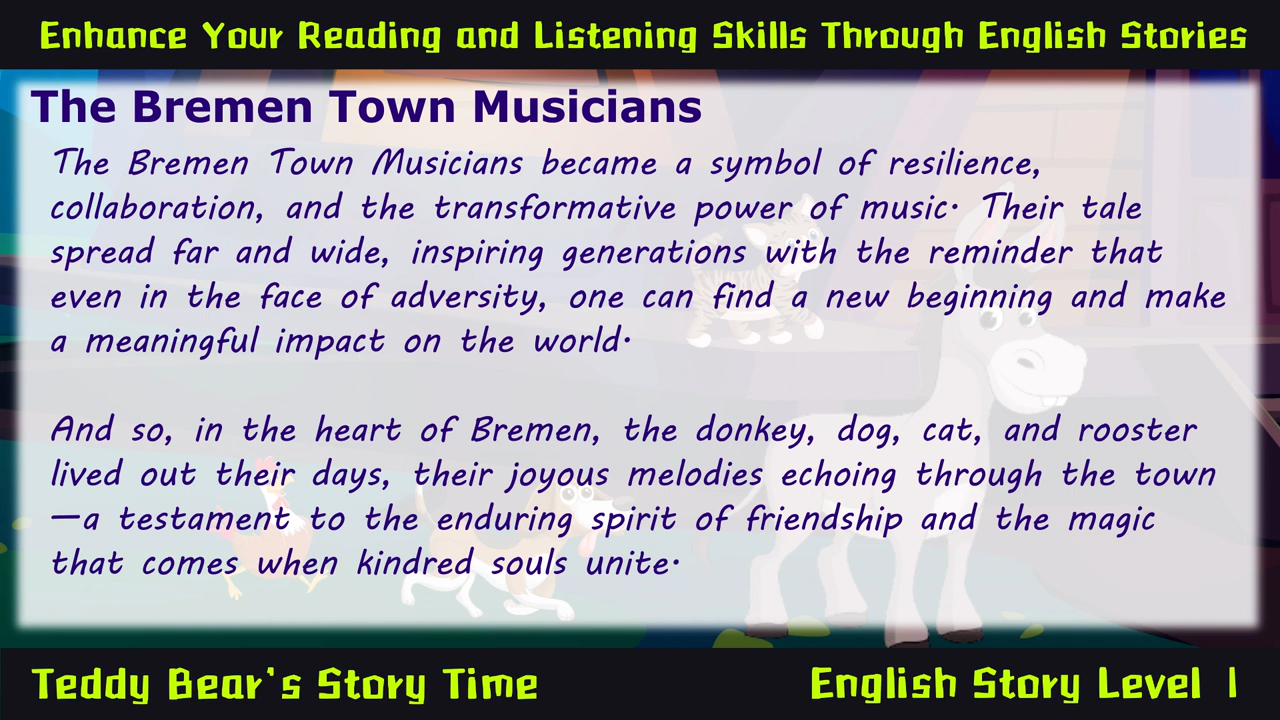 Enhance Your Reading and Listening Skills Through English Stories
The Bremen Town Musicians
The Bremen Town Musicians became a symbol of resilience,
collaboration, and the transformative power of music. Their tale
spread far and wide, inspiring generations with the reminder that
even in the face of adversity, one can find a new beginning and make
a meaningful impact on the world.
And so, in the heart of Bremen, the donkey, dog, cat, and rooster
lived out their days, their joyous melodies echoing through the town
—a testament to the enduring spirit of friendship and the magic
that comes when kindred souls unite.
Teddy Bear's Story Time
English Story Level 1